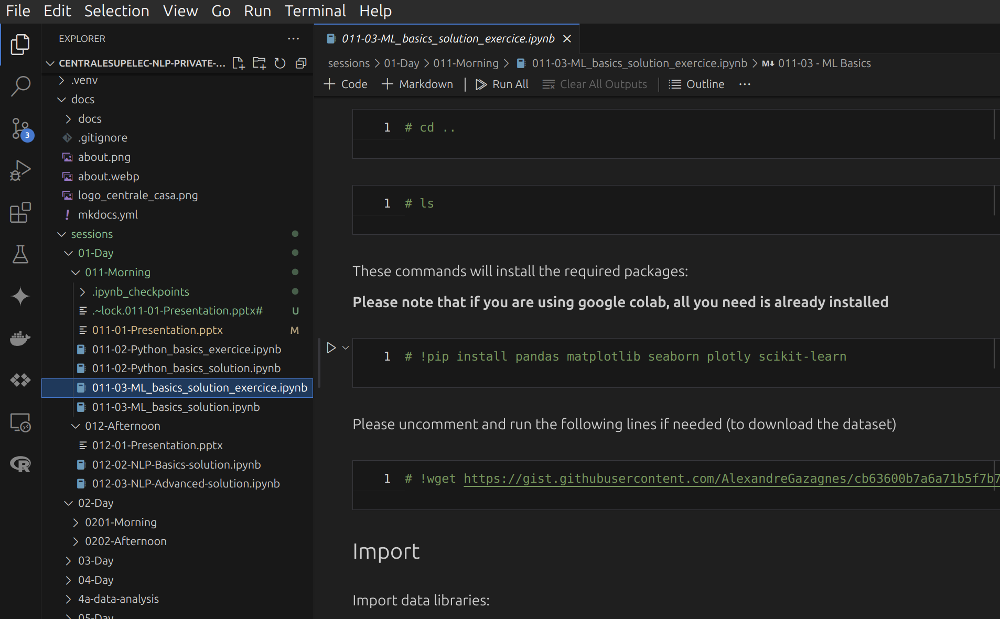 File Edit Selection View Go Run Terminal Help
EXPLORER
CENTRALESUPELEC-NLP-PRIVATE-...
.venv
docs
docs
.gitignore
about.png
about.webp
logo_centrale_casa.png
! mkdocs.yml
sessions
01-Day
011-Morning
.ipynb_checkpoints
.~lock.011-01-Presentation.pptx# U
011-01-Presentation.pptx M
011-02-Python_basics_exercice.ipynb
011-02-Python_basics_solution.ipynb
011-03-ML_basics_solution_exercice.ipynb
011-03-ML_basics_solution.ipynb
012-Afternoon
012-01-Presentation.pptx
012-02-NLP-Basics-solution.ipynb
012-03-NLP-Advanced-solution.ipynb
02-Day
0201-Morning
0202-Afternoon
03-Day
04-Day
4a-data-analysis
05-Day
3
R
011-03-ML_basics_solution_exercice.ipynb
sessions > 01-Day > 011-Morning > 011-03-ML_basics_solution_exercice.ipynb > M↓ 011-03 - ML Basics
+ Code + Markdown | Run All Clear All Outputs | Outline ...
1 # cd ..
1 # ls
These commands will install the required packages:
Please note that if you are using google colab, all you need is already installed
1 # !pip install pandas matplotlib seaborn plotly scikit-learn
Please uncomment and run the following lines if needed (to download the dataset)
1 # !wget https://gist.githubusercontent.com/AlexandreGazagnes/cb63600b7a6a71b5f7b7
Import
Import data libraries: